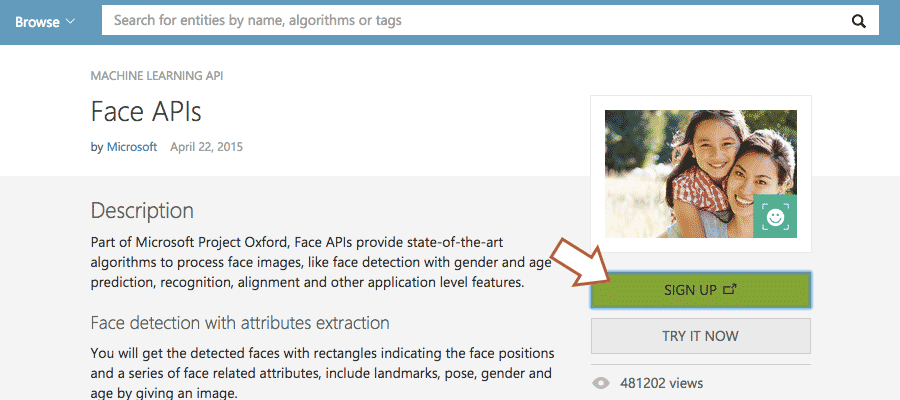 Browse
Search for entities by name, algorithms or tags
MACHINE LEARNING API
Face APIs
by Microsoft April 22, 2015
Description
Part of Microsoft Project Oxford, Face APIs provide state-of-the-art
algorithms to process face images, like face detection with gender and age
prediction, recognition, alignment and other application level features.
Face detection with attributes extraction
You will get the detected faces with rectangles indicating the face positions
and a series of face related attributes, include landmarks, pose, gender and
age by giving an image.
SIGN UP
TRY IT NOW
481202 views